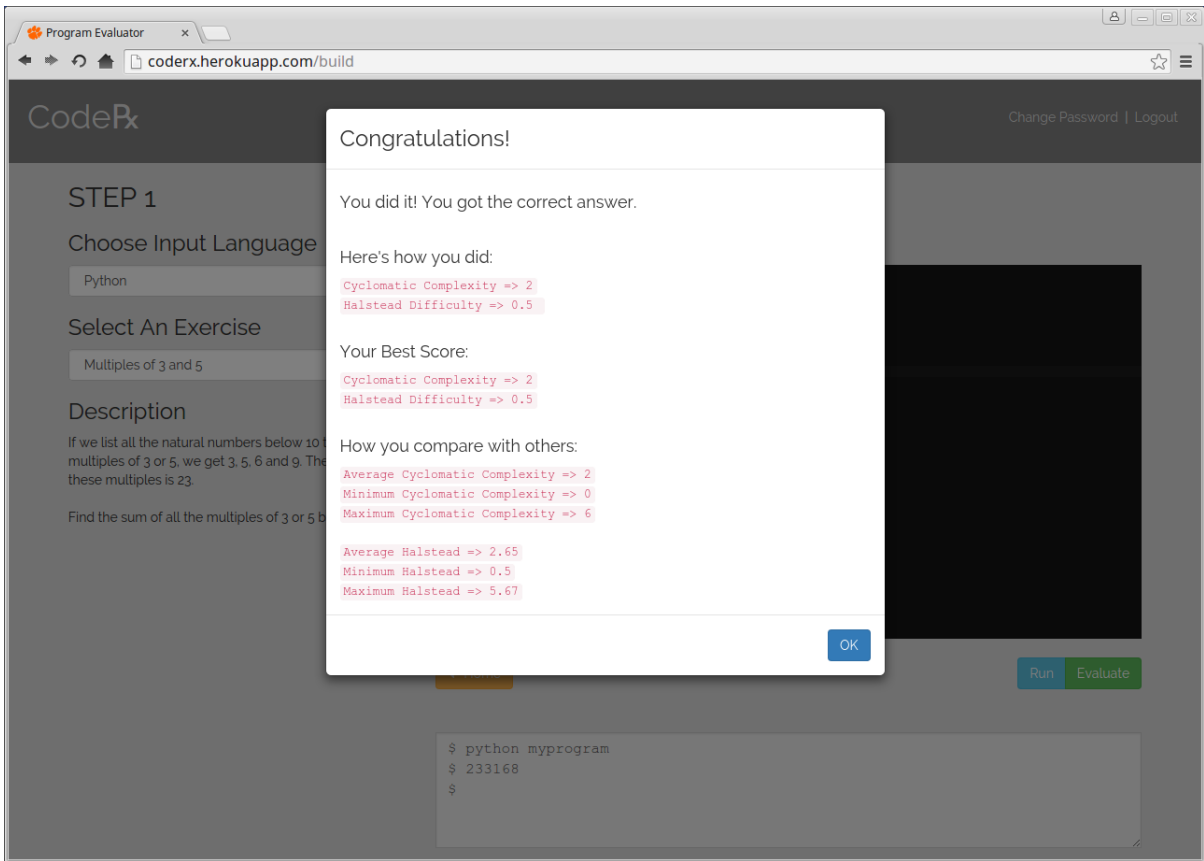 Program Evaluator
coderx.herokuapp.com/build
Code℞
Change Password | Logout
STEP 1
Choose Input Language
Python
Select An Exercise
Multiples of 3 and 5
Description
If we list all the natural numbers below 10
multiples of 3 or 5, we get 3, 5, 6 and 9. The
these multiples is 23.
Find the sum of all the multiples of 3 or 5
Congratulations!
You did it! You got the correct answer.
Here's how you did:
Cyclomatic Complexity => 2
Halstead Difficulty => 0.5
Your Best Score:
Cyclomatic Complexity => 2
Halstead Difficulty => 0.5
How you compare with others:
Average Cyclomatic Complexity => 2
Minimum Cyclomatic Complexity => 0
Maximum Cyclomatic Complexity => 6
Average Halstead => 2.65
Minimum Halstead => 0.5
Maximum Halstead => 5.67
OK
Run
Evaluate
$ python myprogram
$ 233168
$